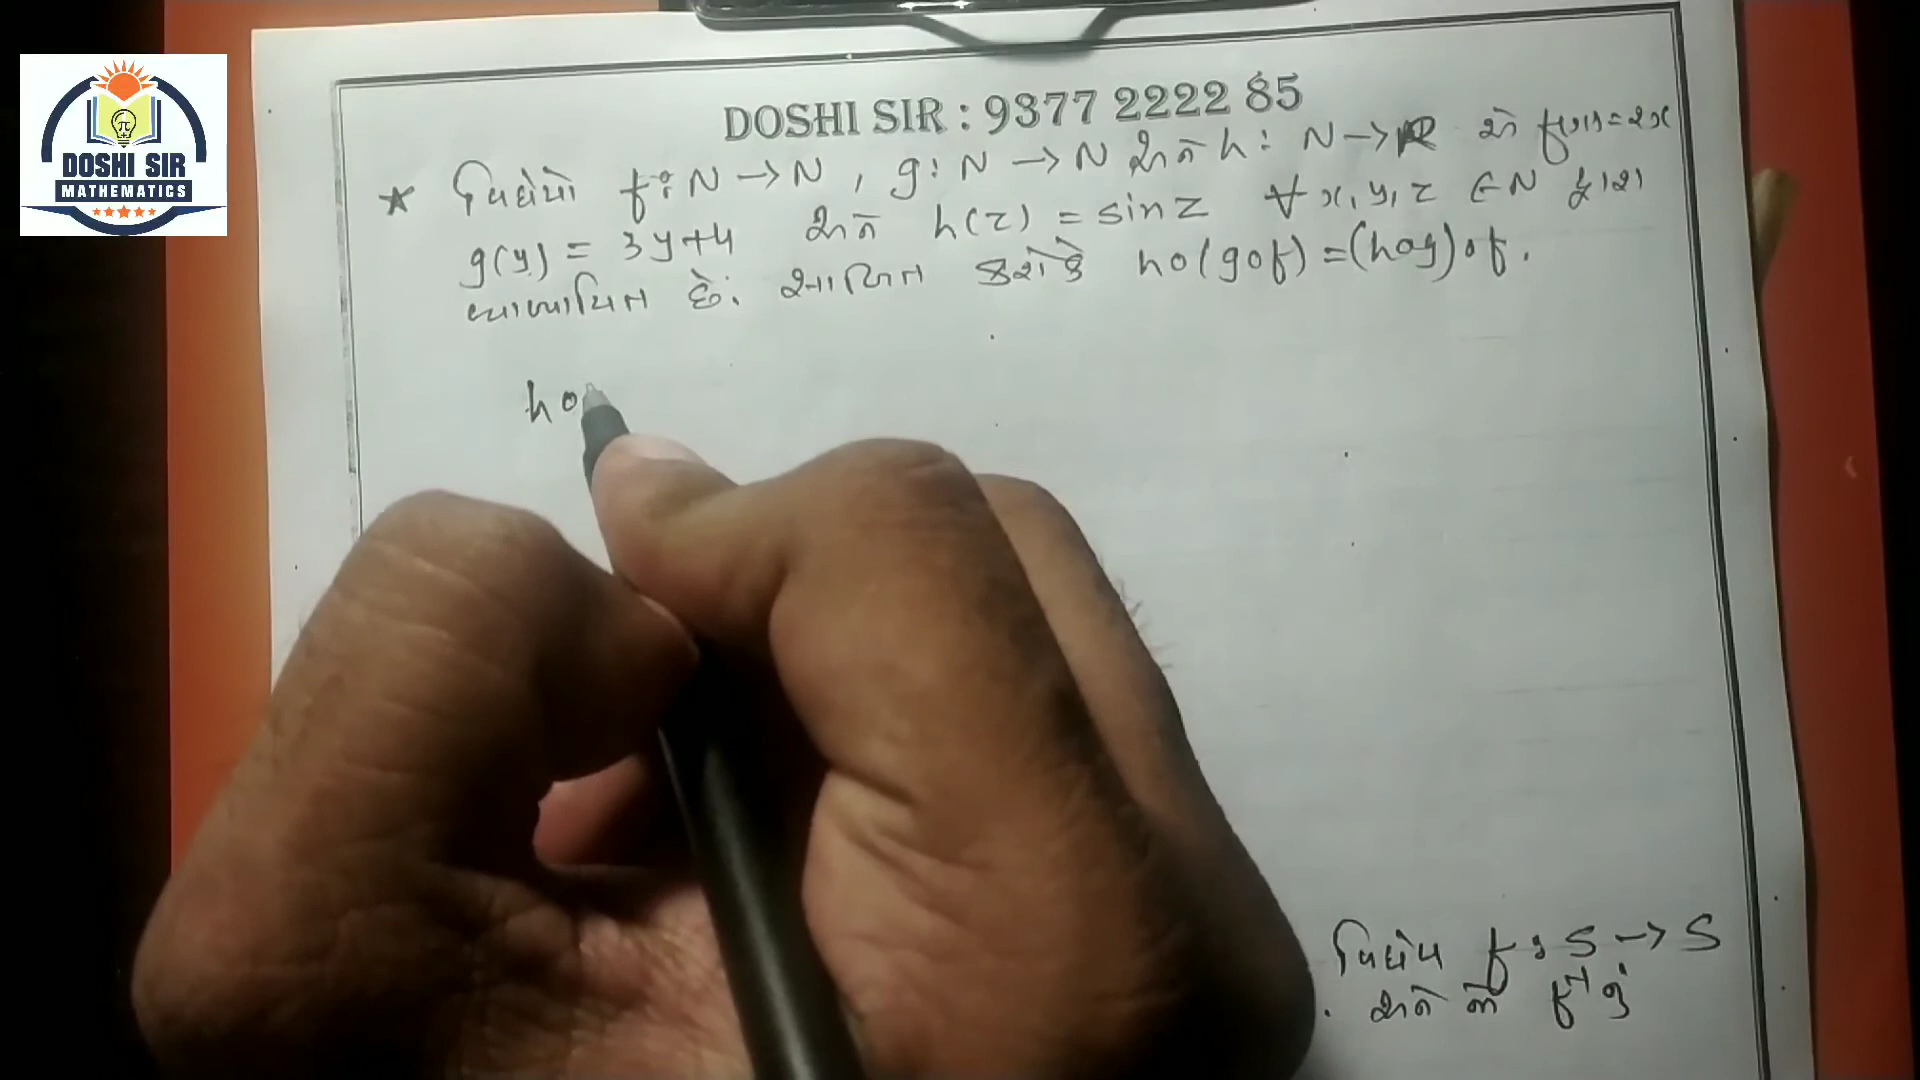 DOSHI SIR
MATHEMATICS
DOSHI SIR : 9377 2222 85
* વિધેયો f: N → N , g: N → N અને h: N → R એ f(x)=2x
g(y) = 3y+4 અને h(z) = sin z ∀ x, y, z ∈ N દ્વારા
વ્યાખ્યાયિત છે. સાબિત કરો કે ho(gof) = (hog)of.
ho
વિધેય f: S → S
અને f⁻¹